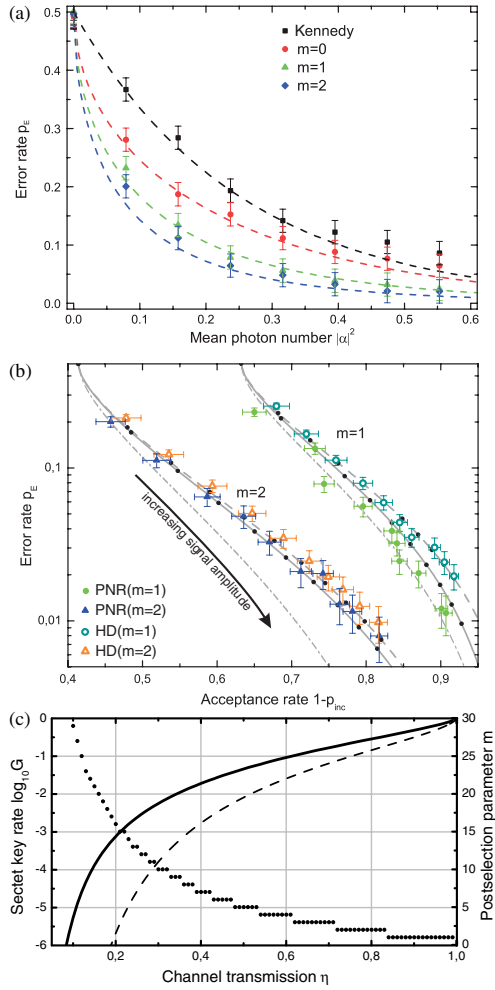 (a)
0.5
0.4
0.3
0.2
0.1
0.0
Error rate p_E
Kennedy
m=0
m=1
m=2
0.0 0.1 0.2 0.3 0.4 0.5 0.6
Mean photon number |α|²
(b)
0,1
0,01
Error rate p_E
m=1
m=2
increasing signal amplitude
PNR(m=1)
PNR(m=2)
HD(m=1)
HD(m=2)
0,4 0,5 0,6 0,7 0,8 0,9 1,0
Acceptance rate 1-p_inc
(c)
0
-1
-2
-3
-4
-5
-6
Sectet key rate log₁₀G
30
25
20
15
10
5
0
Postselection parameter m
0,2 0,4 0,6 0,8 1,0
Channel transmission η